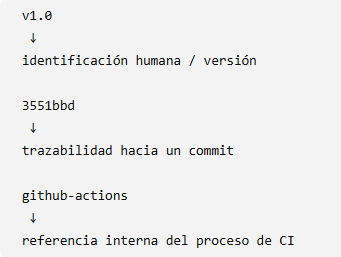 v1.0
↓
identificación humana / versión
3551bbd
↓
trazabilidad hacia un commit
github-actions
↓
referencia interna del proceso de CI